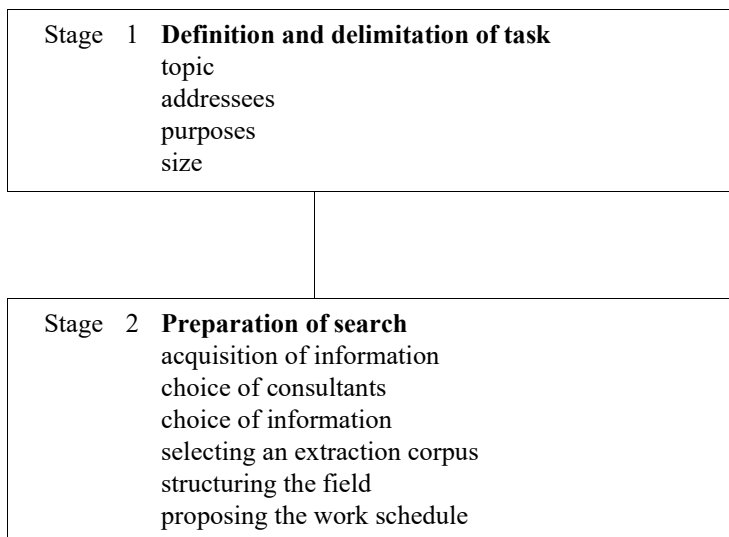 Stage 1 Definition and delimitation of task
topic
addressees
purposes
size
Stage 2 Preparation of search
acquisition of information
choice of consultants
choice of information
selecting an extraction corpus
structuring the field
proposing the work schedule